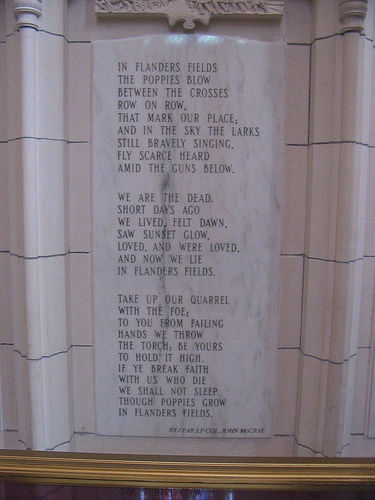 IN FLANDERS FIELDS
THE POPPIES BLOW
BETWEEN THE CROSSES
ROW ON ROW,
THAT MARK OUR PLACE;
AND IN THE SKY THE LARKS
STILL BRAVELY SINGING,
FLY SCARCE HEARD
AMID THE GUNS BELOW.
WE ARE THE DEAD.
SHORT DAYS AGO
WE LIVED, FELT DAWN,
SAW SUNSET GLOW,
LOVED, AND WERE LOVED,
AND NOW WE LIE
IN FLANDERS FIELDS.
TAKE UP OUR QUARREL
WITH THE FOE;
TO YOU FROM FAILING
HANDS WE THROW
THE TORCH; BE YOURS
TO HOLD IT HIGH.
IF YE BREAK FAITH
WITH US WHO DIE
WE SHALL NOT SLEEP
THOUGH POPPIES GROW
IN FLANDERS FIELDS.
LT-COL JOHN McCRAE